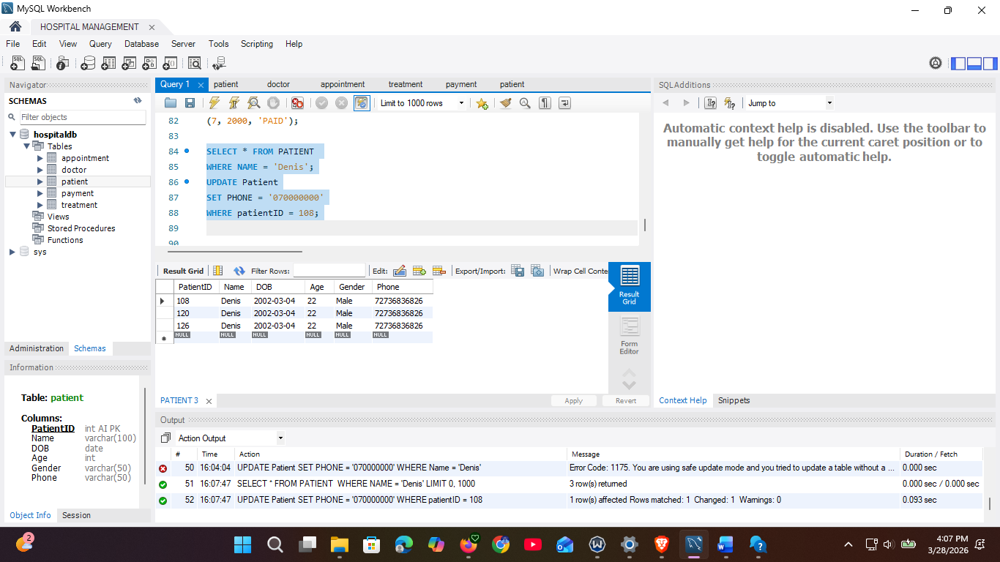 MySQL Workbench
HOSPITAL MANAGEMENT
File Edit View Query Database Server Tools Scripting Help
Navigator
SCHEMAS
Filter objects
hospitaldb
Tables
appointment
doctor
patient
payment
treatment
Views
Stored Procedures
Functions
sys
Administration Schemas
Information
Table: patient
Columns:
PatientID int AI PK
Name varchar(100)
DOB date
Age int
Gender varchar(50)
Phone varchar(50)
Object Info Session
Query 1 patient doctor appointment treatment payment patient
Limit to 1000 rows
82 (7, 2000, 'PAID');
83
84 SELECT * FROM PATIENT
85 WHERE NAME = 'Denis';
86 UPDATE Patient
87 SET PHONE = '070000000'
88 WHERE patientID = 108;
89
90
Result Grid Filter Rows: Edit: Export/Import: Wrap Cell Conte
PatientID Name DOB Age Gender Phone
108 Denis 2002-03-04 22 Male 72736836826
120 Denis 2002-03-04 22 Male 72736836826
126 Denis 2002-03-04 22 Male 72736836826
NULL NULL NULL NULL NULL NULL
Result
Grid
Form
Editor
PATIENT 3 Apply Revert
SQLAdditions
Jump to
Automatic context help is disabled. Use the toolbar to
manually get help for the current caret position or to
toggle automatic help.
Context Help Snippets
Output
Action Output
# Time Action Message Duration / Fetch
50 16:04:04 UPDATE Patient SET PHONE = '070000000' WHERE Name = 'Denis' Error Code: 1175. You are using safe update mode and you tried to update a table without a ... 0.000 sec
51 16:07:47 SELECT * FROM PATIENT WHERE NAME = 'Denis' LIMIT 0, 1000 3 row(s) returned 0.000 sec / 0.000 sec
52 16:07:47 UPDATE Patient SET PHONE = '070000000' WHERE patientID = 108 1 row(s) affected Rows matched: 1 Changed: 1 Warnings: 0 0.093 sec
2
4:07 PM
3/28/2026